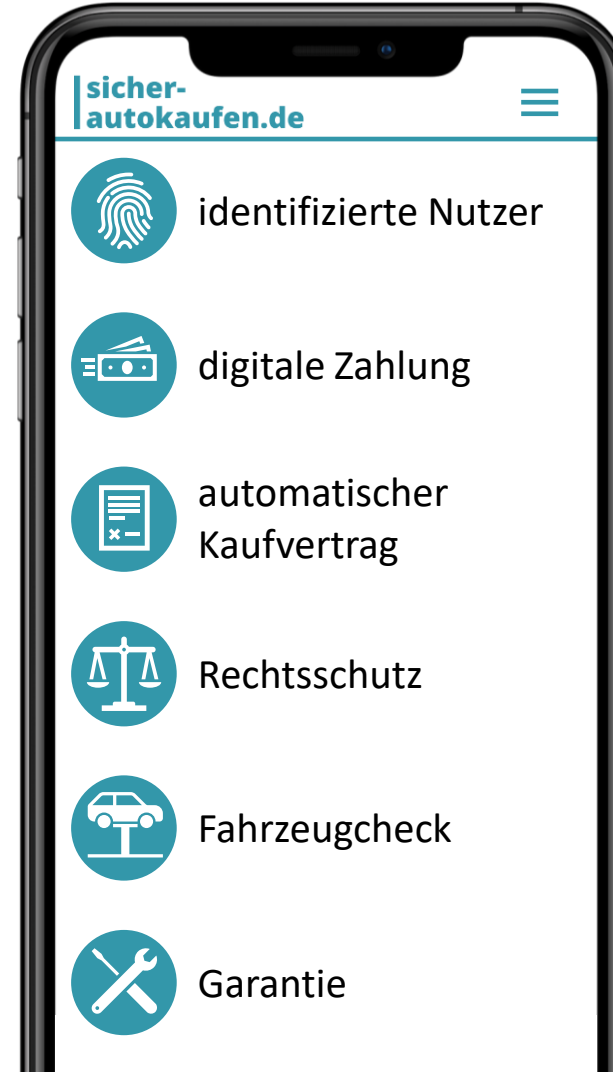 sicher-
autokaufen.de
identifizierte Nutzer
digitale Zahlung
automatischer
Kaufvertrag
Rechtsschutz
Fahrzeugcheck
Garantie